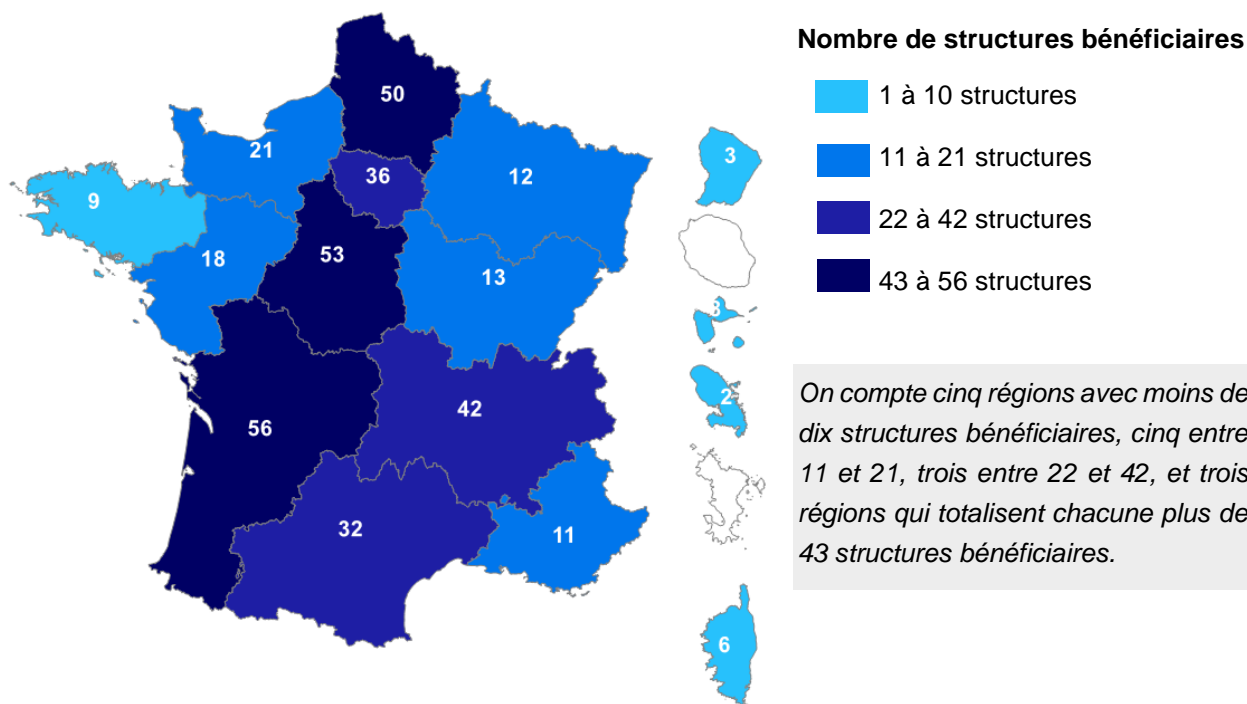 Nombre de structures bénéficiaires
1 à 10 structures
11 à 21 structures
22 à 42 structures
43 à 56 structures
50
21
36
12
9
18
53
13
56
42
32
11
3
2
6
On compte cinq régions avec moins de
dix structures bénéficiaires, cinq entre
11 et 21, trois entre 22 et 42, et trois
régions qui totalisent chacune plus de
43 structures bénéficiaires.